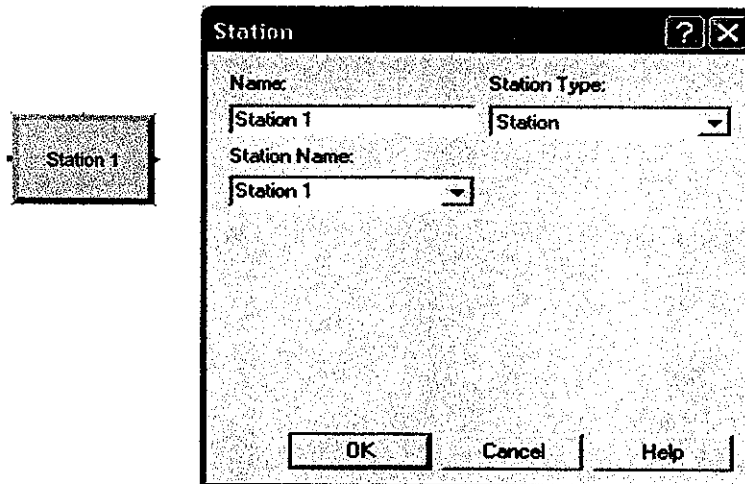 Station
Name:
Station Type:
Station 1
Station
Station Name:
Station 1
Station 1
OK
Cancel
Help